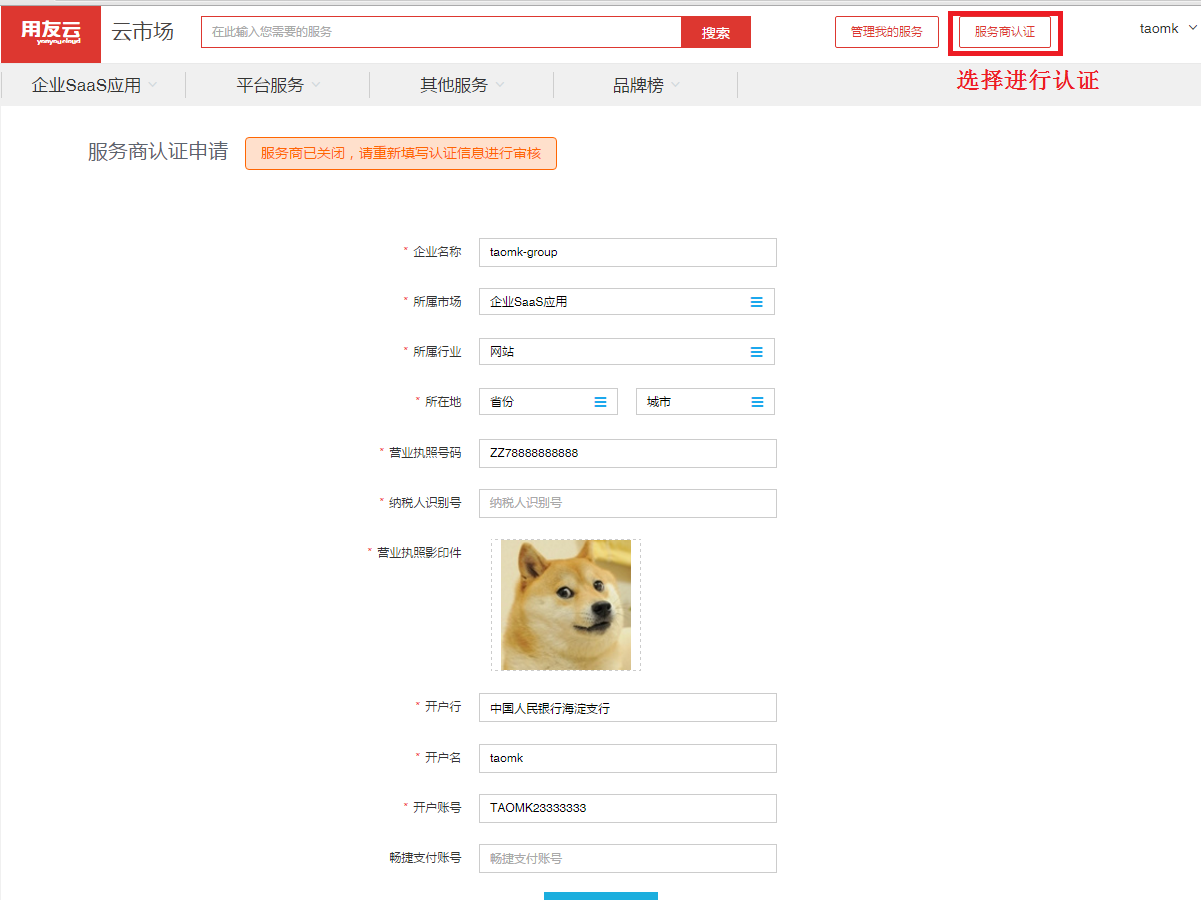 用友云
yonyou cloud
云市场
在此输入您需要的服务
搜索
管理我的服务
服务商认证
taomk
企业SaaS应用
平台服务
其他服务
品牌榜
选择进行认证
服务商认证申请
服务商已关闭，请重新填写认证信息进行审核
* 企业名称 taomk-group
* 所属市场 企业SaaS应用
* 所属行业 网站
* 所在地 省份 城市
* 营业执照号码 ZZ78888888888
* 纳税人识别号 纳税人识别号
* 营业执照影印件
* 开户行 中国人民银行海淀支行
* 开户名 taomk
* 开户账号 TAOMK23333333
畅捷支付账号 畅捷支付账号